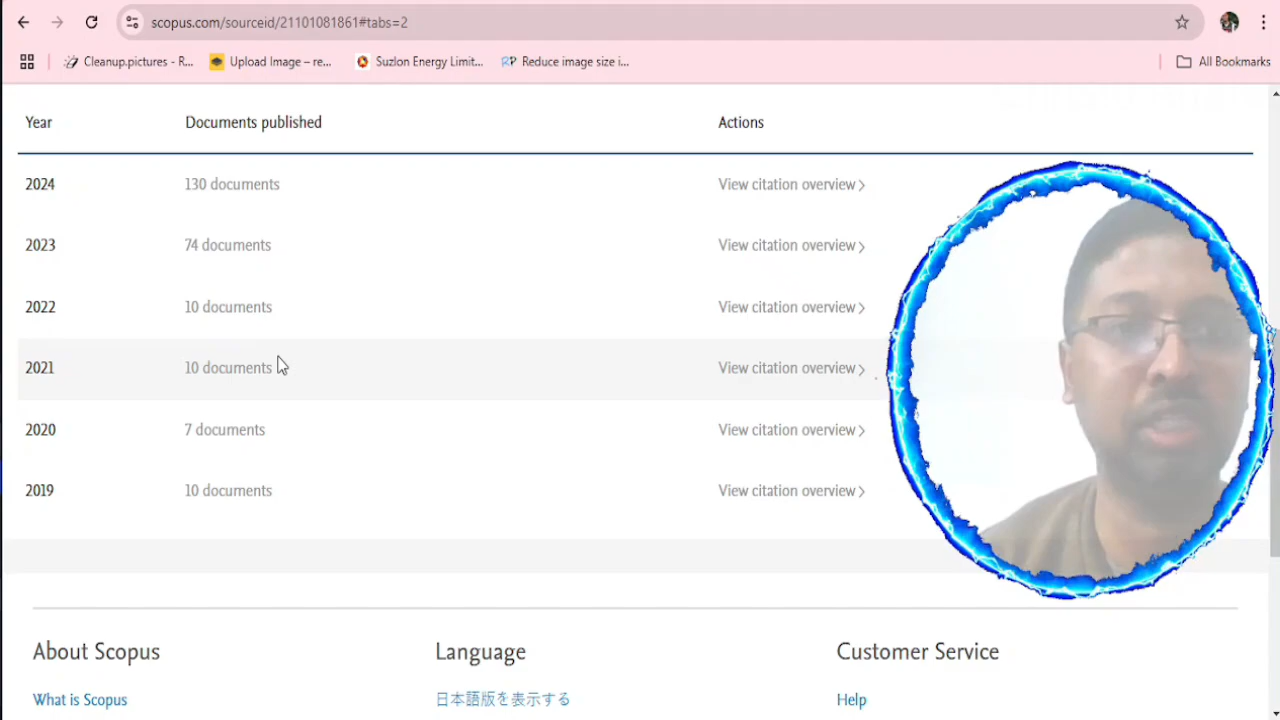 scopus.com/sourceid/21101081861#tabs=2
Cleanup.pictures - R... Upload Image – re... Suzlon Energy Limit... Reduce image size i... All Bookmarks
Year Documents published Actions
2024 130 documents View citation overview >
2023 74 documents View citation overview >
2022 10 documents View citation overview >
2021 10 documents View citation overview >
2020 7 documents View citation overview >
2019 10 documents View citation overview >
About Scopus Language Customer Service
What is Scopus 日本語版を表示する Help